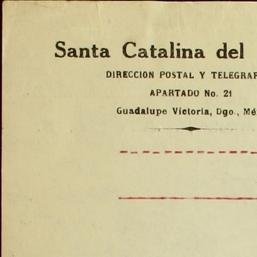 Santa Catalina del
DIRECCION POSTAL Y TELEGRAF
APARTADO No. 21
Guadalupe Victoria, Dgo., Mé